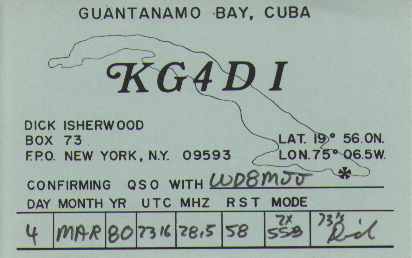 GUANTANAMO BAY, CUBA
KG4DI
DICK ISHERWOOD
BOX 73 LAT. 19° 56.0N.
F.P.O. NEW YORK, N.Y. 09593 LON. 75° 06.5W.
*
CONFIRMING QSO WITH WD8MJJ
DAY MONTH YR UTC MHZ RST MODE
4 MAR 80 2316 28.5 58 2X SSB 73's Dick